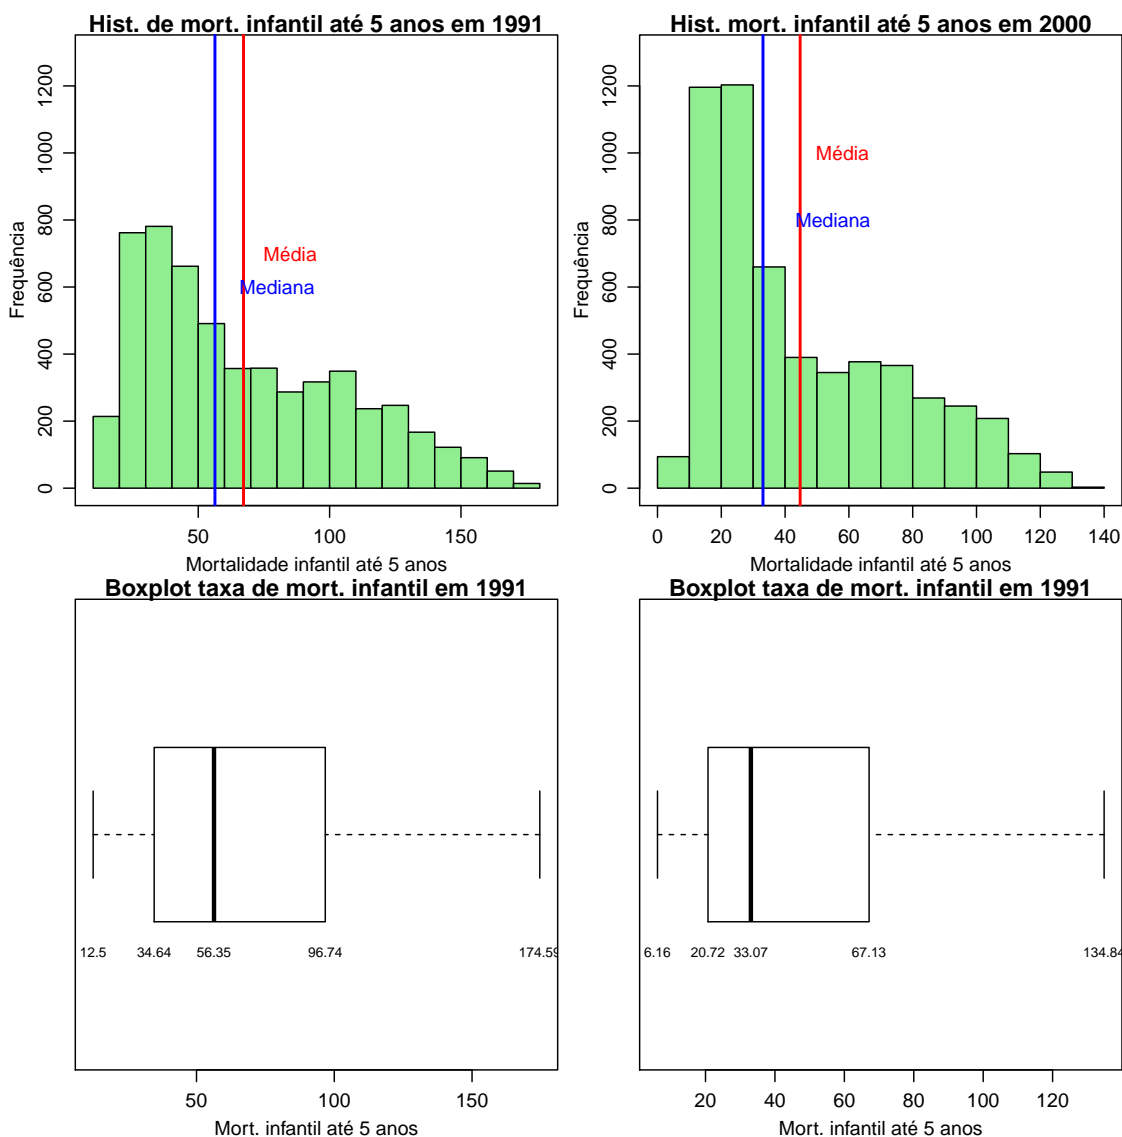 Hist. de mort. infantil até 5 anos em 1991
Frequência
0 200 400 600 800 1000 1200
Média
Mediana
50 100 150
Mortalidade infantil até 5 anos
Hist. mort. infantil até 5 anos em 2000
Frequência
0 200 400 600 800 1000 1200
Média
Mediana
0 20 40 60 80 100 120 140
Mortalidade infantil até 5 anos
Boxplot taxa de mort. infantil em 1991
12.5 34.64 56.35 96.74 174.59
50 100 150
Mort. infantil até 5 anos
Boxplot taxa de mort. infantil em 1991
6.16 20.72 33.07 67.13 134.84
20 40 60 80 100 120
Mort. infantil até 5 anos